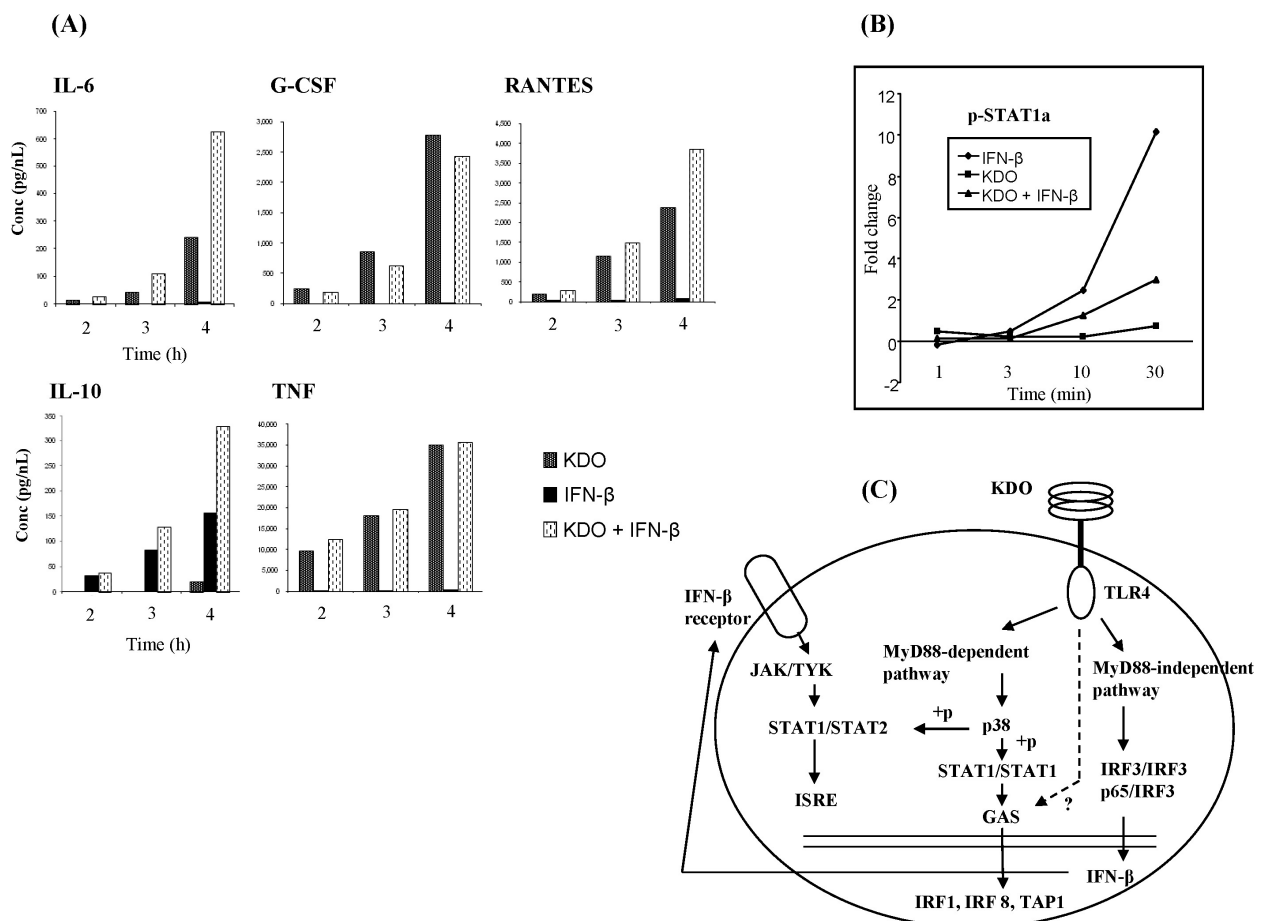 (A)
IL-6
Conc (pg/nL)
700
600
500
400
300
200
100
0
2 3 4
Time (h)
G-CSF
3,000
2,500
2,000
1,500
1,000
500
0
2 3 4
RANTES
4,500
4,000
3,500
3,000
2,500
2,000
1,500
1,000
500
0
2 3 4
IL-10
Conc (pg/nL)
350
300
250
200
150
100
50
0
2 3 4
Time (h)
TNF
40,000
35,000
30,000
25,000
20,000
15,000
10,000
5,000
0
2 3 4
KDO
IFN-β
KDO + IFN-β
(B)
p-STAT1a
IFN-β
KDO
KDO + IFN-β
Fold change
12
10
8
6
4
2
0
-2
1 3 10 30
Time (min)
(C)
KDO
TLR4
IFN-β
receptor
JAK/TYK
STAT1/STAT2
ISRE
MyD88-dependent
pathway
+p
p38
+p
STAT1/STAT1
GAS
?
MyD88-independent
pathway
IRF3/IRF3
p65/IRF3
IFN-β
IRF1, IRF 8, TAP1